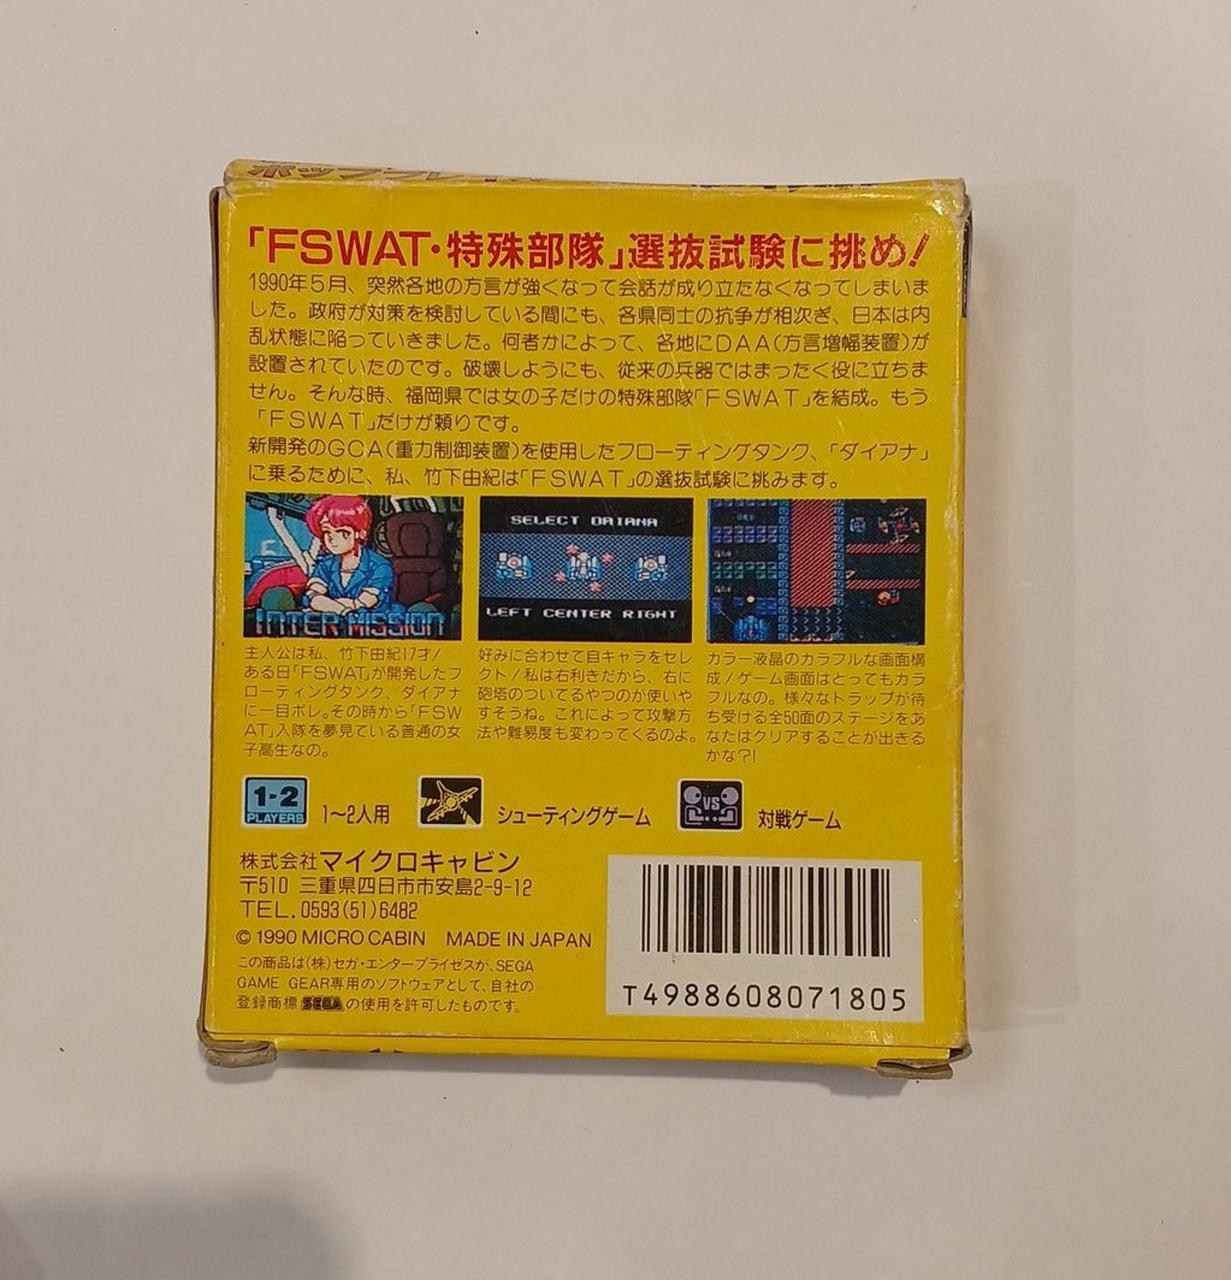 「FSWAT・特殊部隊」選抜試験に挑め!
1990年5月、突然各地の方言が強くなって会話が成り立たなくなってしまいま
した。政府が対策を検討している間にも、各県同士の抗争が相次ぎ、日本は内
乱状態に陥っていきました。何者かによって、各地にDAA(方言増幅装置)が
設置されていたのです。破壊しようにも、従来の兵器ではまったく役に立ちま
せん。そんな時、福岡県では女の子だけの特殊部隊「FSWAT」を結成。もう
「FSWAT」だけが頼りです。
新開発のGCA(重力制御装置)を使用したフローティングタンク、「ダイアナ」
に乗るために、私、竹下由紀は「FSWAT」の選抜試験に挑みます。
INTERMISSION
SELECT DAIANA
LEFT CENTER RIGHT
主人公は私、竹下由紀17才!
ある日「FSWAT」が開発したフ
ローティングタンク、ダイアナ
に一目ボレ。その時から「FSW
AT」入隊を夢見ている普通の女
子高生なの。
好みに合わせて自キャラをセレ
クト!私は右利きだから、右に
砲塔のついてるやつのが使いや
すそうね。これによって攻撃方
法や難易度も変わってくるのよ。
カラー液晶のカラフルな画面構
成!ゲーム画面はとってもカラ
フルなの。様々なトラップが待
ち受ける全50面のステージをあ
なたはクリアすることが出きる
かな?!
1-2
PLAYERS
1〜2人用
シューティングゲーム
VS
対戦ゲーム
株式会社マイクロキャビン
〒510 三重県四日市市安島2-9-12
TEL.0593(51)6482
© 1990 MICRO CABIN MADE IN JAPAN
この商品は(株)セガ・エンタープライゼスが、SEGA
GAME GEAR専用のソフトウェアとして、自社の
登録商標SEGAの使用を許可したものです。
T4988608071805